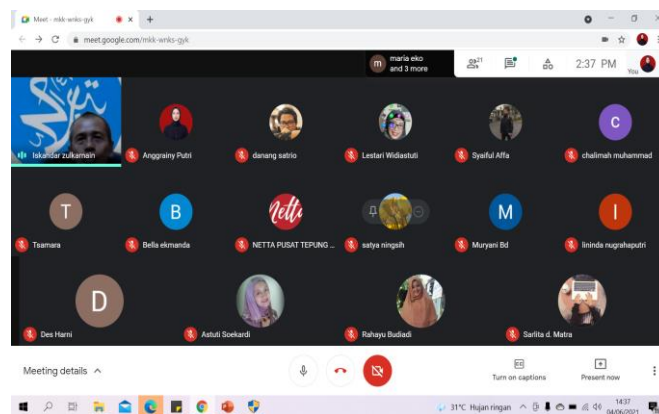 Meet - mkk-wnks-gyk
meet.google.com/mkk-wnks-gyk
m
maria eko
and 3 more
21
2:37 PM
You
Iskandar zulkarnain
Anggrainy Putri
danang satrio
Lestari Widiastuti
Syaiful Affa
c
chalimah muhammad
T
Tsamara
B
Bella ekmanda
Netta
NETTA PUSAT TEPUNG ...
satya ningsih
M
Muryani Bd
l
lininda nugrahaputri
D
Des Harni
Astuti Soekardi
Rahayu Budiadi
Sarlita d. Matra
Meeting details
Turn on captions
Present now
31°C Hujan ringan
14:37
04/06/2021